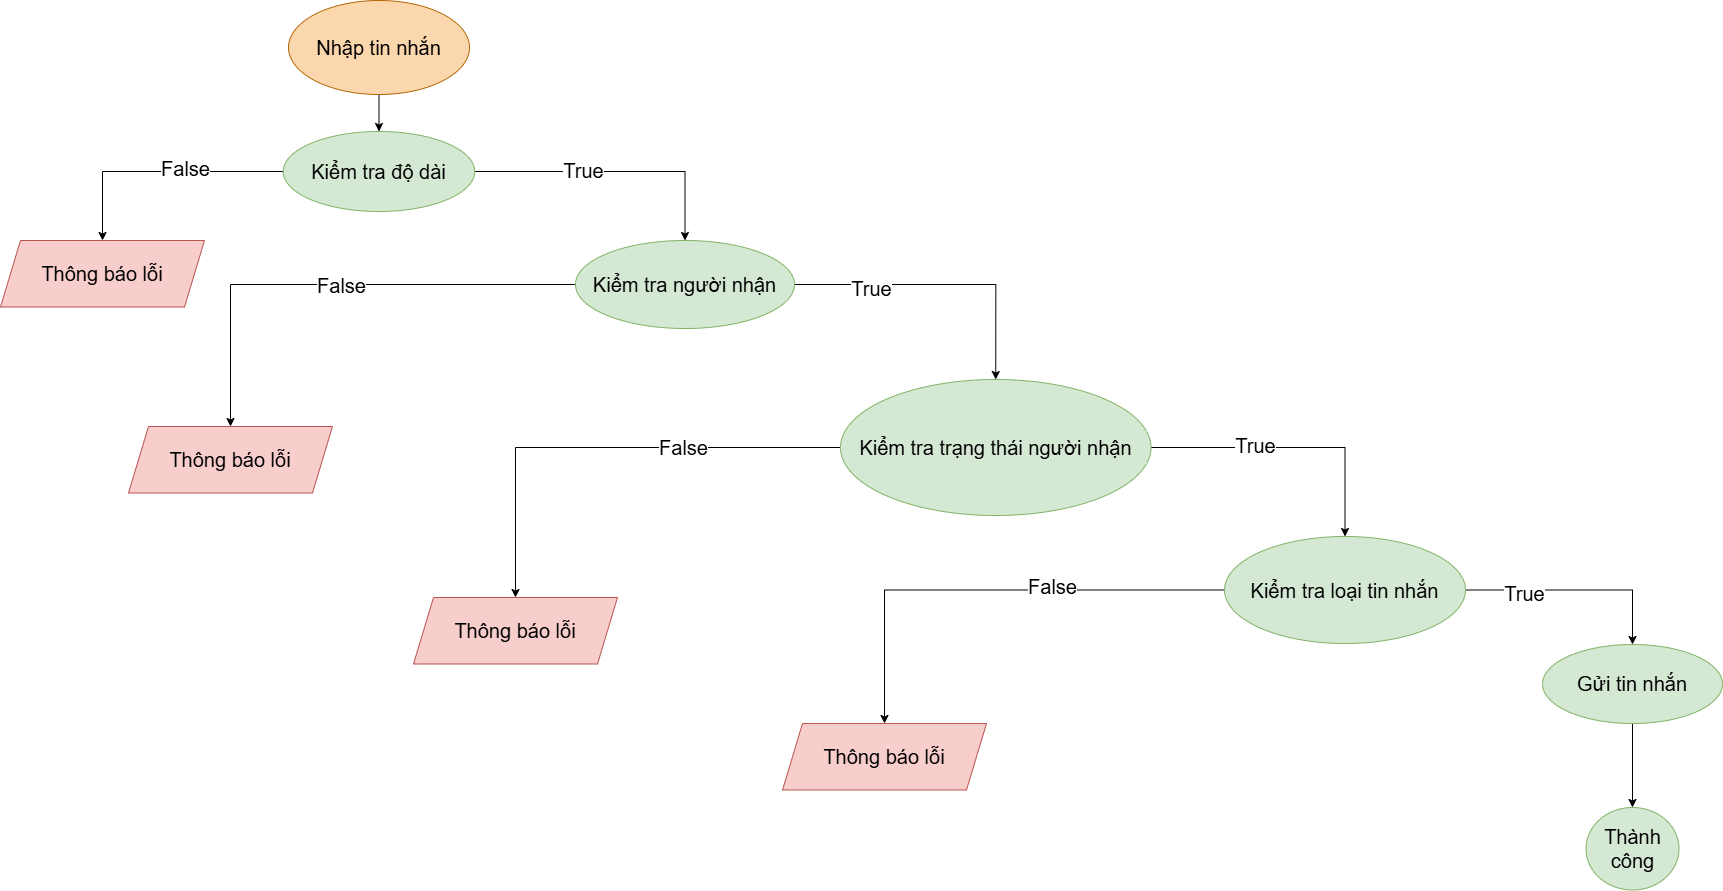 Nhập tin nhắn
Kiểm tra độ dài
False
True
Thông báo lỗi
Kiểm tra người nhận
False
True
Thông báo lỗi
Kiểm tra trạng thái người nhận
False
True
Thông báo lỗi
Kiểm tra loại tin nhắn
False
True
Thông báo lỗi
Gửi tin nhắn
Thành
công